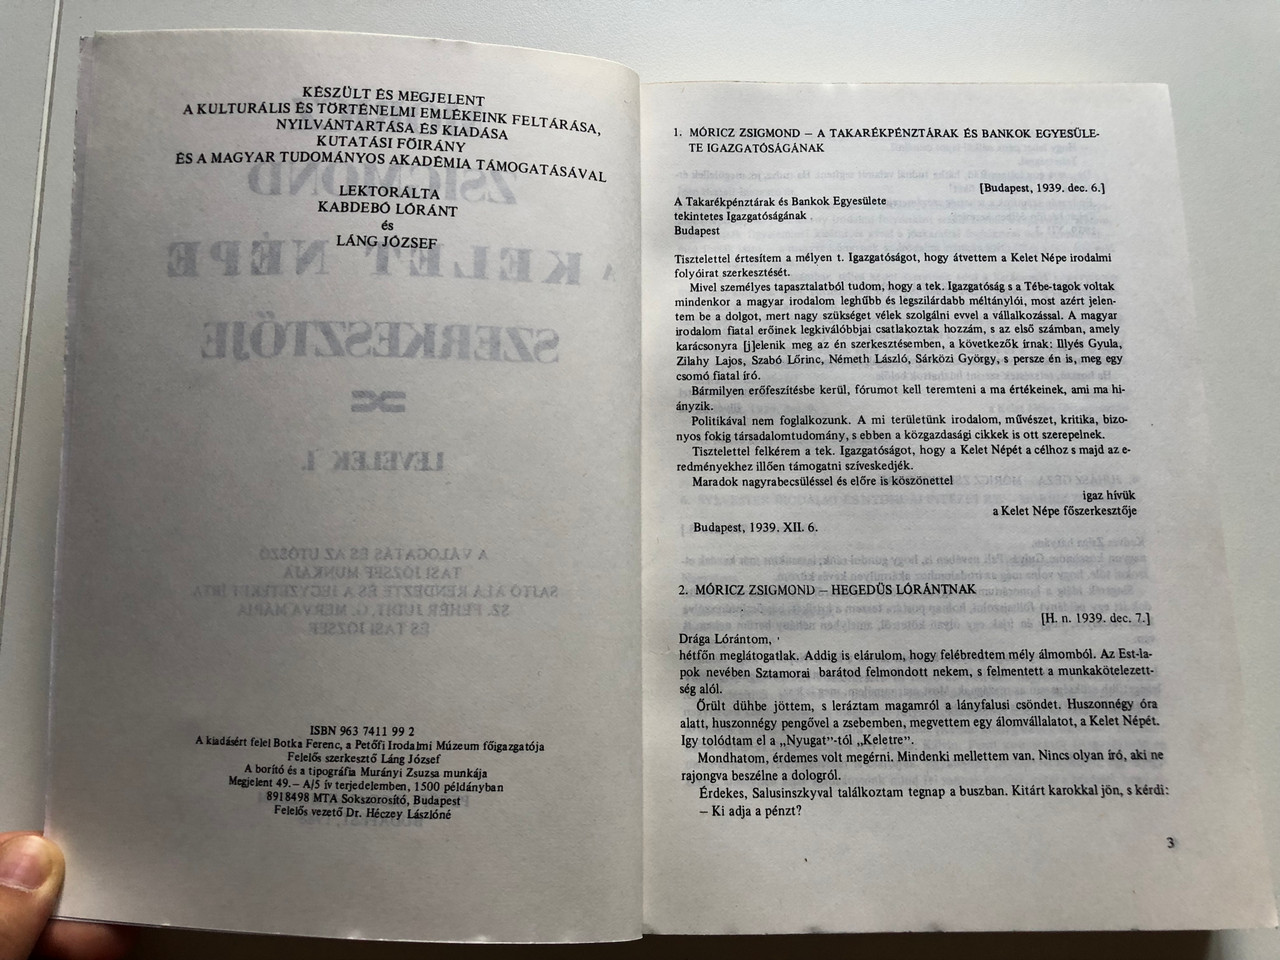 KÉSZÜLT ÉS MEGJELENT
A KULTURÁLIS ÉS TÖRTÉNELMI EMLÉKEINK FELTÁRÁSA,
NYILVÁNTARTÁSA ÉS KIADÁSA
KUTATÁSI FŐIRÁNY
ÉS A MAGYAR TUDOMÁNYOS AKADÉMIA TÁMOGATÁSÁVAL
LEKTORÁLTA
KABDEBÓ LÓRÁNT
és
LÁNG JÓZSEF
ISBN 963 7411 99 2
A kiadásért felel Botka Ferenc, a Petőfi Irodalmi Múzeum főigazgatója
Felelős szerkesztő Láng József
A borító és a tipográfia Murányi Zsuzsa munkája
Megjelent 49.– A/5 ív terjedelemben, 1500 példányban
8918498 MTA Sokszorosító, Budapest
Felelős vezető Dr. Héczey Lászlóné
1. MÓRICZ ZSIGMOND – A TAKARÉKPÉNZTÁRAK ÉS BANKOK EGYESÜLE-
TE IGAZGATÓSÁGÁNAK
[Budapest, 1939. dec. 6.]
A Takarékpénztárak és Bankok Egyesülete
tekintetes Igazgatóságának
Budapest
Tisztelettel értesítem a mélyen t. Igazgatóságot, hogy átvettem a Kelet Népe irodalmi
folyóirat szerkesztését.
Mivel személyes tapasztalatból tudom, hogy a tek. Igazgatóság s a Tébe-tagok voltak
mindenkor a magyar irodalom leghűbb és legszilárdabb méltánylói, most azért jelen-
tem be a dolgot, mert nagy szükséget vélek szolgálni evvel a vállalkozással. A magyar
irodalom fiatal erőinek legkiválóbbjai csatlakoztak hozzám, s az első számban, amely
karácsonyra [j]elenik meg az én szerkesztésemben, a következők írnak: Illyés Gyula,
Zilahy Lajos, Szabó Lőrinc, Németh László, Sárközi György, s persze én is, meg egy
csomó fiatal író.
Bármilyen erőfeszítésbe kerül, fórumot kell teremteni a ma értékeinek, ami ma hi-
ányzik.
Politikával nem foglalkozunk. A mi területünk irodalom, művészet, kritika, bizo-
nyos fokig társadalomtudomány, s ebben a közgazdasági cikkek is ott szerepelnek.
Tisztelettel felkérem a tek. Igazgatóságot, hogy a Kelet Népét a célhoz s majd az e-
redményekhez illően támogatni szíveskedjék.
Maradok nagyrabecsüléssel és előre is köszönettel
igaz hívük
a Kelet Népe főszerkesztője
Budapest, 1939. XII. 6.
2. MÓRICZ ZSIGMOND – HEGEDŰS LÓRÁNTNAK
[H. n. 1939. dec. 7.]
Drága Lórántom,
hétfőn meglátogatlak. Addig is elárulom, hogy felébredtem mély álmomból. Az Est-la-
pok nevében Sztamorai barátod felmondott nekem, s felmentett a munkakötelezett-
ség alól.
Őrült dühbe jöttem, s leráztam magamról a lányfalusi csöndet. Huszonnégy óra
alatt, huszonnégy pengővel a zsebemben, megvettem egy álomvállalatot, a Kelet Népét.
Igy tolódtam el a „Nyugat”-tól „Keletre”.
Mondhatom, érdemes volt megérni. Mindenki mellettem van. Nincs olyan író, aki ne
rajongva beszélne a dologról.
Érdekes, Salusinszkyval találkoztam tegnap a buszban. Kitárt karokkal jön, s kérdi:
– Ki adja a pénzt?
3